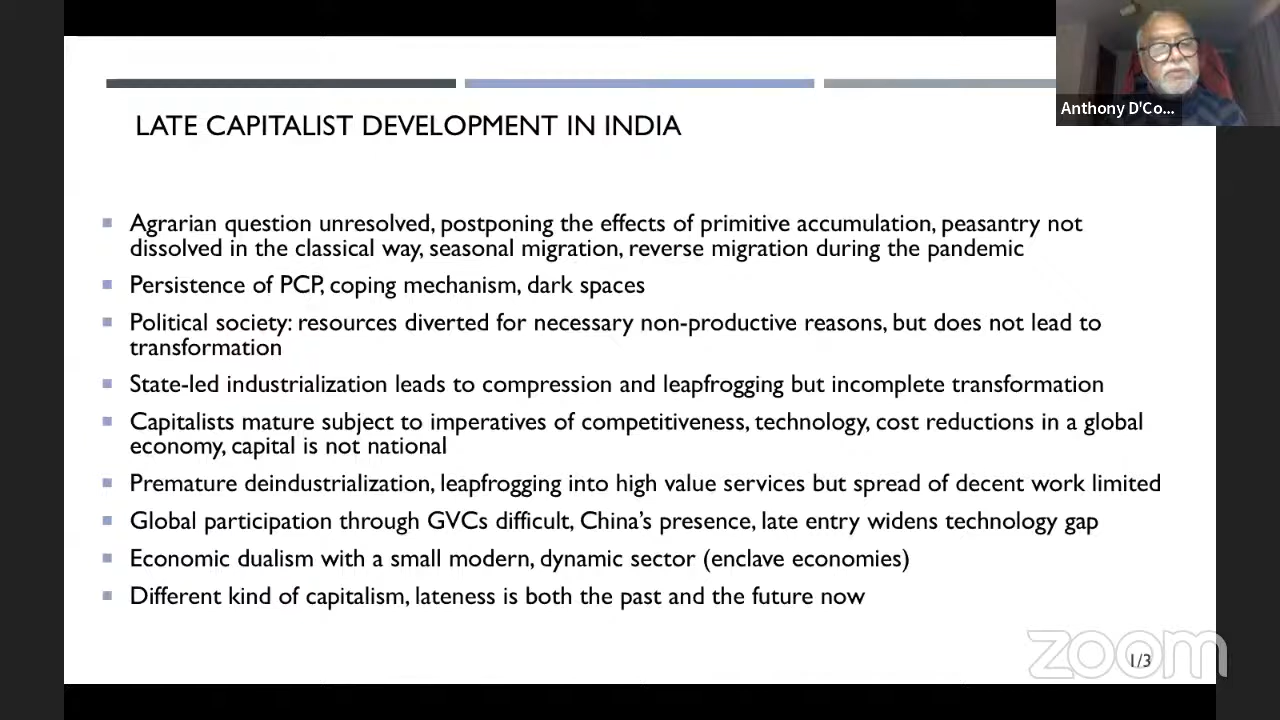 Anthony D'Co...
LATE CAPITALIST DEVELOPMENT IN INDIA
Agrarian question unresolved, postponing the effects of primitive accumulation, peasantry not
dissolved in the classical way, seasonal migration, reverse migration during the pandemic
Persistence of PCP, coping mechanism, dark spaces
Political society: resources diverted for necessary non-productive reasons, but does not lead to
transformation
State-led industrialization leads to compression and leapfrogging but incomplete transformation
Capitalists mature subject to imperatives of competitiveness, technology, cost reductions in a global
economy, capital is not national
Premature deindustrialization, leapfrogging into high value services but spread of decent work limited
Global participation through GVCs difficult, China's presence, late entry widens technology gap
Economic dualism with a small modern, dynamic sector (enclave economies)
Different kind of capitalism, lateness is both the past and the future now
zoom
1/3